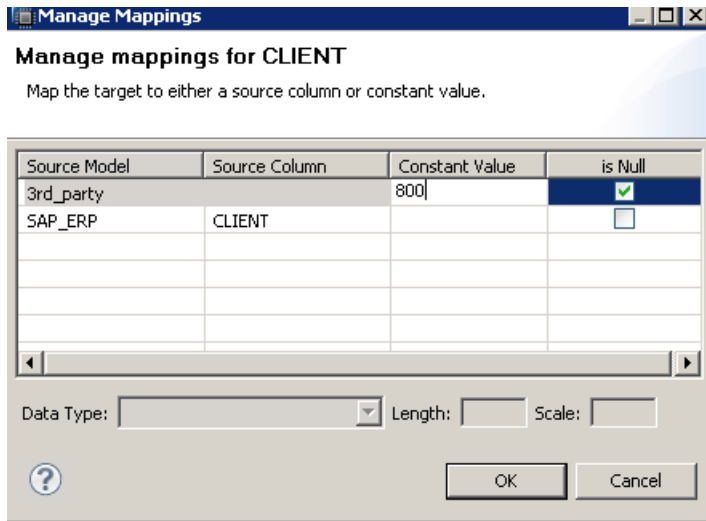 Manage Mappings
Manage mappings for CLIENT
Map the target to either a source column or constant value.
Source Model Source Column Constant Value is Null
3rd_party 800
SAP_ERP CLIENT
Data Type: Length: Scale:
? OK Cancel